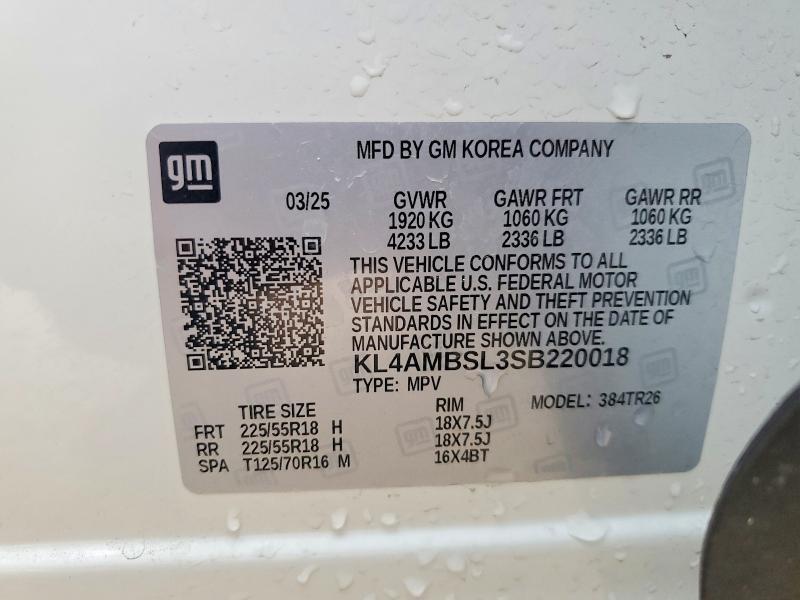 gm
MFD BY GM KOREA COMPANY
03/25 GVWR GAWR FRT GAWR RR
1920 KG 1060 KG 1060 KG
4233 LB 2336 LB 2336 LB
THIS VEHICLE CONFORMS TO ALL
APPLICABLE U.S. FEDERAL MOTOR
VEHICLE SAFETY AND THEFT PREVENTION
STANDARDS IN EFFECT ON THE DATE OF
MANUFACTURE SHOWN ABOVE.
KL4AMBSL3SB220018
TYPE: MPV
TIRE SIZE RIM MODEL: 384TR26
FRT 225/55R18 H 18X7.5J
RR 225/55R18 H 18X7.5J
SPA T125/70R16 M 16X4BT